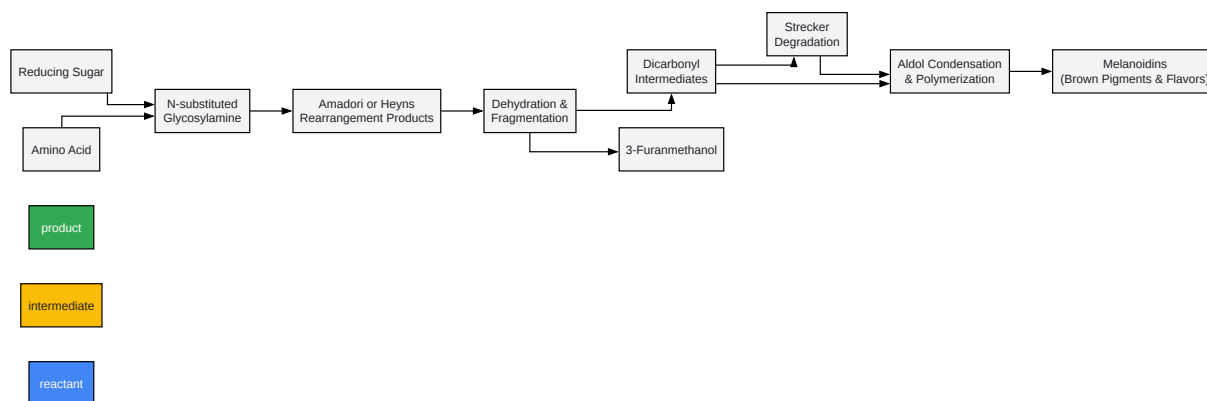 Reducing Sugar
Amino Acid
N-substituted
Glycosylamine
Amadori or Heyns
Rearrangement Products
Dehydration &
Fragmentation
Dicarbonyl
Intermediates
3-Furanmethanol
Strecker
Degradation
Aldol Condensation
& Polymerization
Melanoidins
(Brown Pigments & Flavors)
product
intermediate
reactant